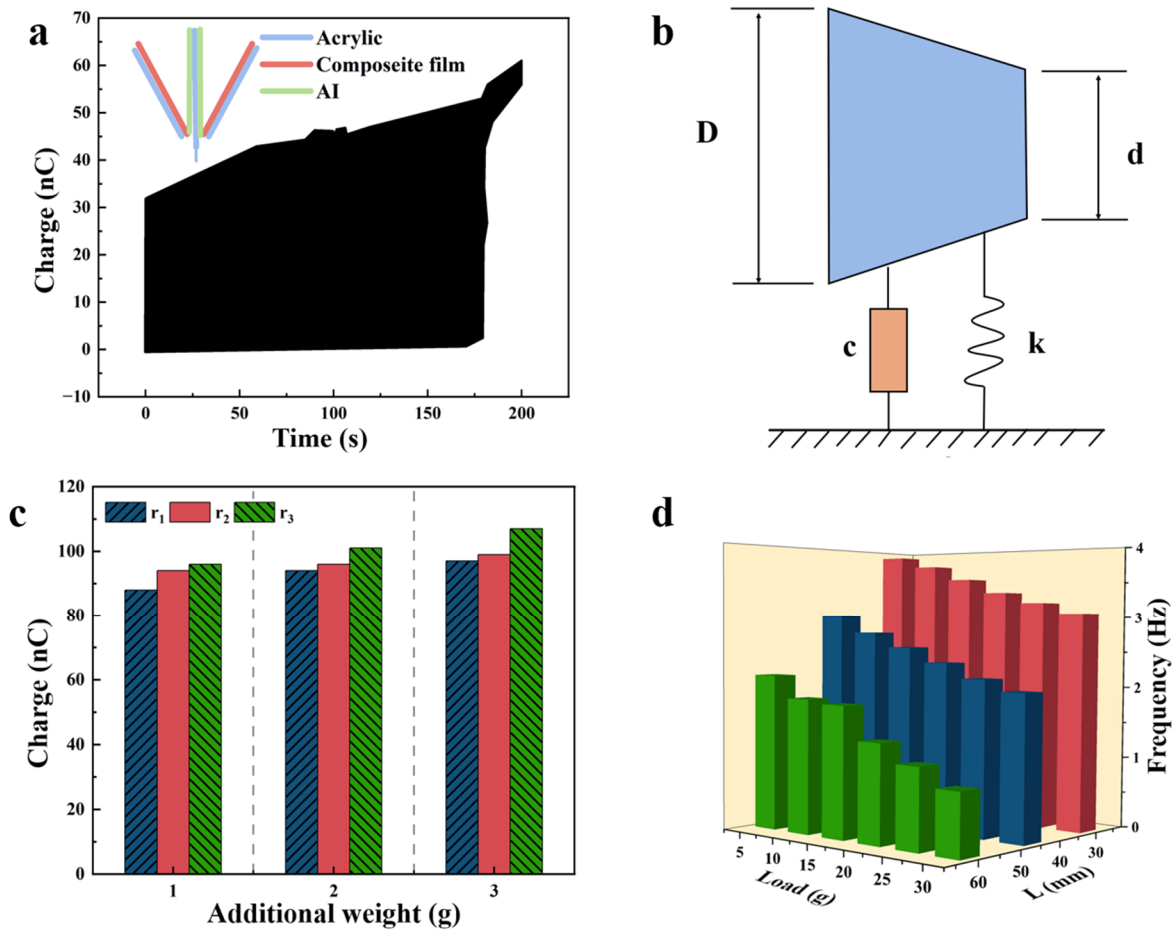 a
70
60
50
40
30
20
10
0
−10
Charge (nC)
Acrylic
Composeite film
AI
0
50
100
150
200
Time (s)
b
D
d
c
k
c
120
100
80
60
40
20
0
Charge (nC)
r₁ r₂ r₃
1
2
3
Additional weight (g)
d
4
3
2
1
0
Frequency (Hz)
5
10
15
20
25
30
Load (g)
60
50
40
30
L (mm)